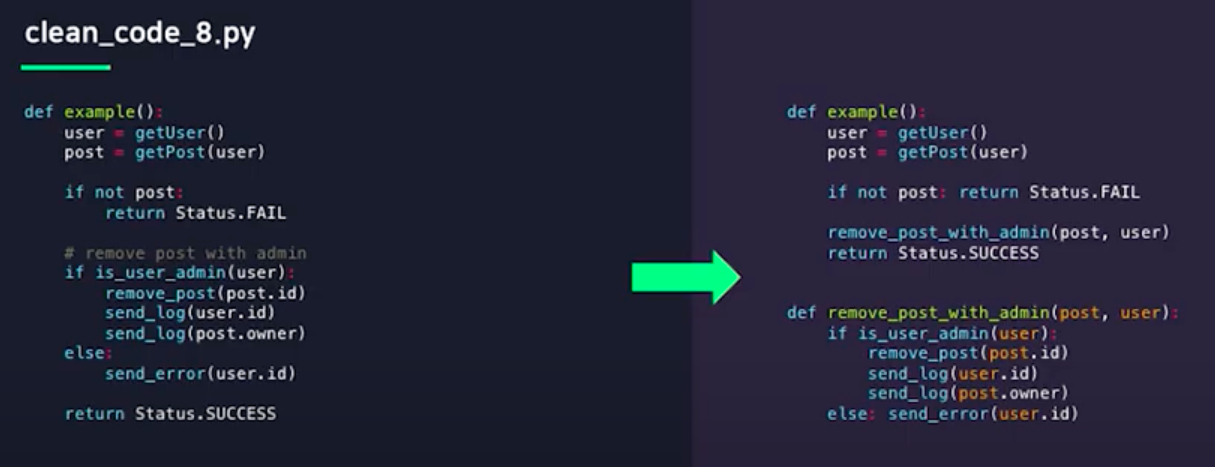 clean_code_8.py
def example():
    user = getUser()
    post = getPost(user)

    if not post:
        return Status.FAIL

    # remove post with admin
    if is_user_admin(user):
        remove_post(post.id)
        send_log(user.id)
        send_log(post.owner)
    else:
        send_error(user.id)

    return Status.SUCCESS

def example():
    user = getUser()
    post = getPost(user)

    if not post: return Status.FAIL

    remove_post_with_admin(post, user)
    return Status.SUCCESS

def remove_post_with_admin(post, user):
    if is_user_admin(user):
        remove_post(post.id)
        send_log(user.id)
        send_log(post.owner)
    else: send_error(user.id)